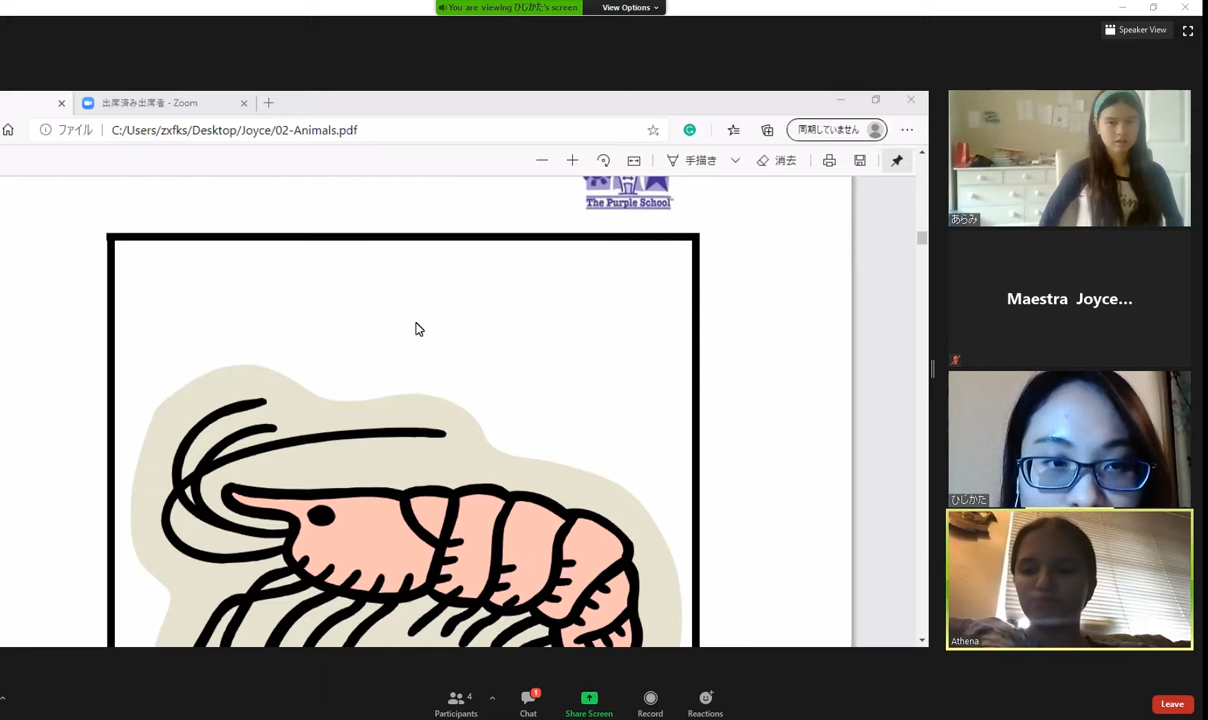 You are viewing ひじかた's screen
View Options
Speaker View
出席済み出席者 - Zoom
ファイル
C:/Users/zxfks/Desktop/Joyce/02-Animals.pdf
同期していません
手描き
消去
The Purple School
あらみ
Maestra Joyce...
ひじかた
Athena
4
Participants
1
Chat
Share Screen
Record
Reactions
Leave